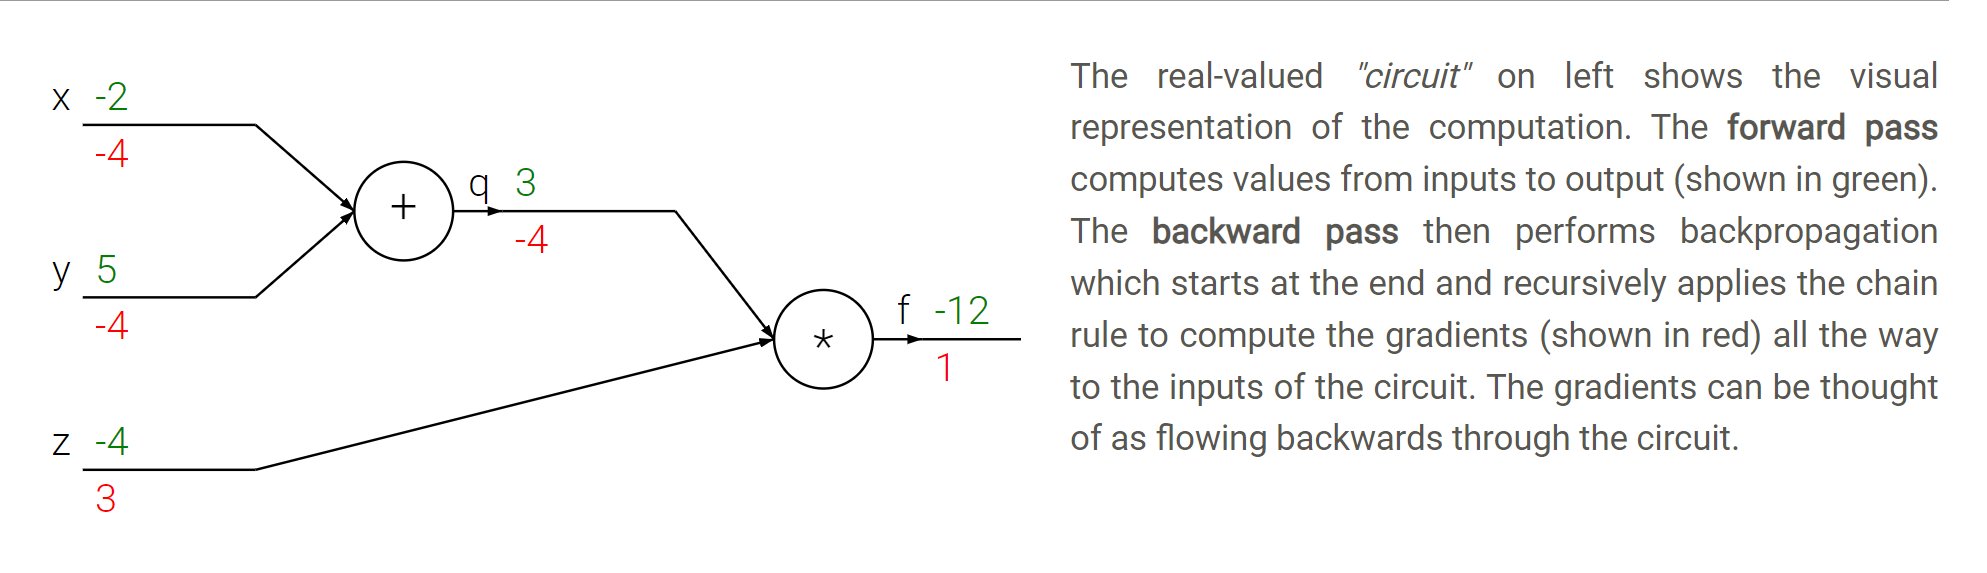 x -2
-4
+
q 3
-4
y 5
-4
f -12
*
1
z -4
3
The real-valued "circuit" on left shows the visual
representation of the computation. The forward pass
computes values from inputs to output (shown in green).
The backward pass then performs backpropagation
which starts at the end and recursively applies the chain
rule to compute the gradients (shown in red) all the way
to the inputs of the circuit. The gradients can be thought
of as flowing backwards through the circuit.